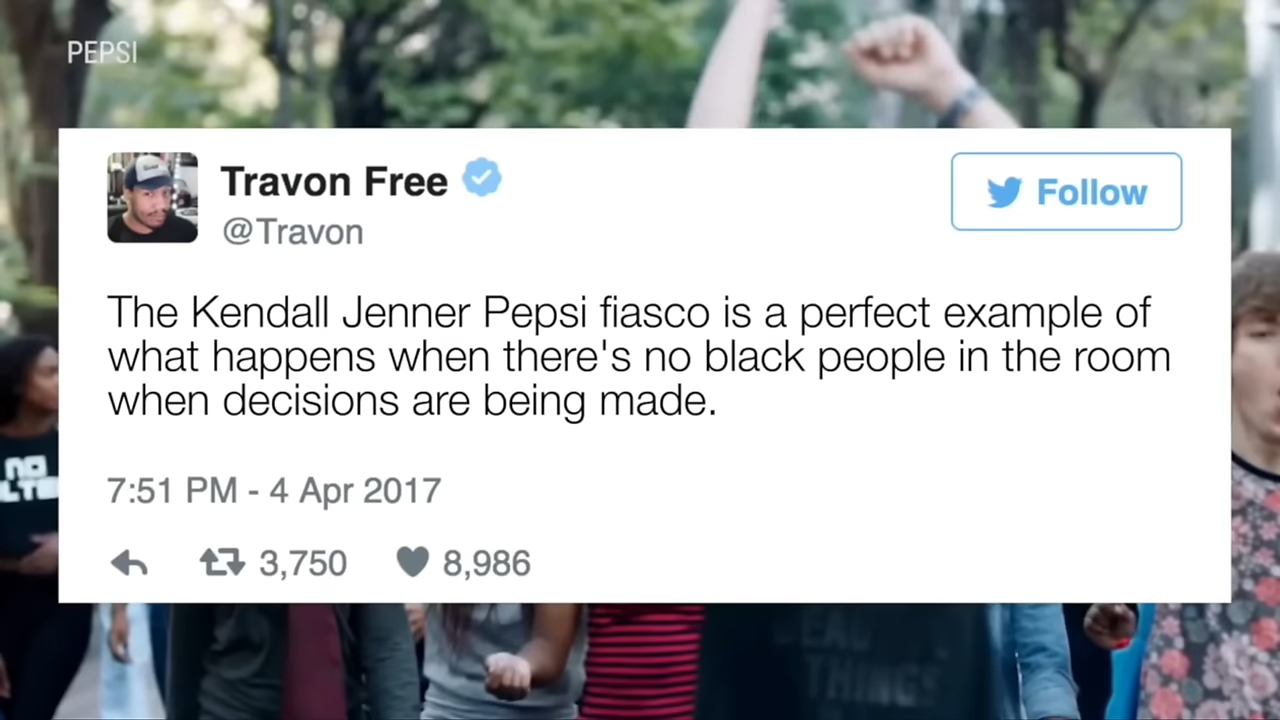 PEPSI
Travon Free
@Travon
Follow
The Kendall Jenner Pepsi fiasco is a perfect example of
what happens when there's no black people in the room
when decisions are being made.
7:51 PM - 4 Apr 2017
3,750 8,986
NO
THINGS